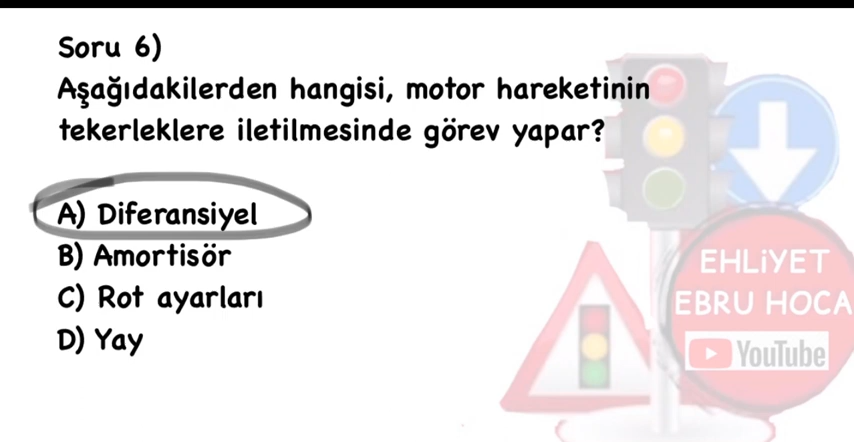 Soru 6)
Aşağıdakilerden hangisi, motor hareketinin
tekerleklere iletilmesinde görev yapar?
A) Diferansiyel
B) Amortisör
C) Rot ayarları
D) Yay
EHLİYET
EBRU HOCA
YouTube